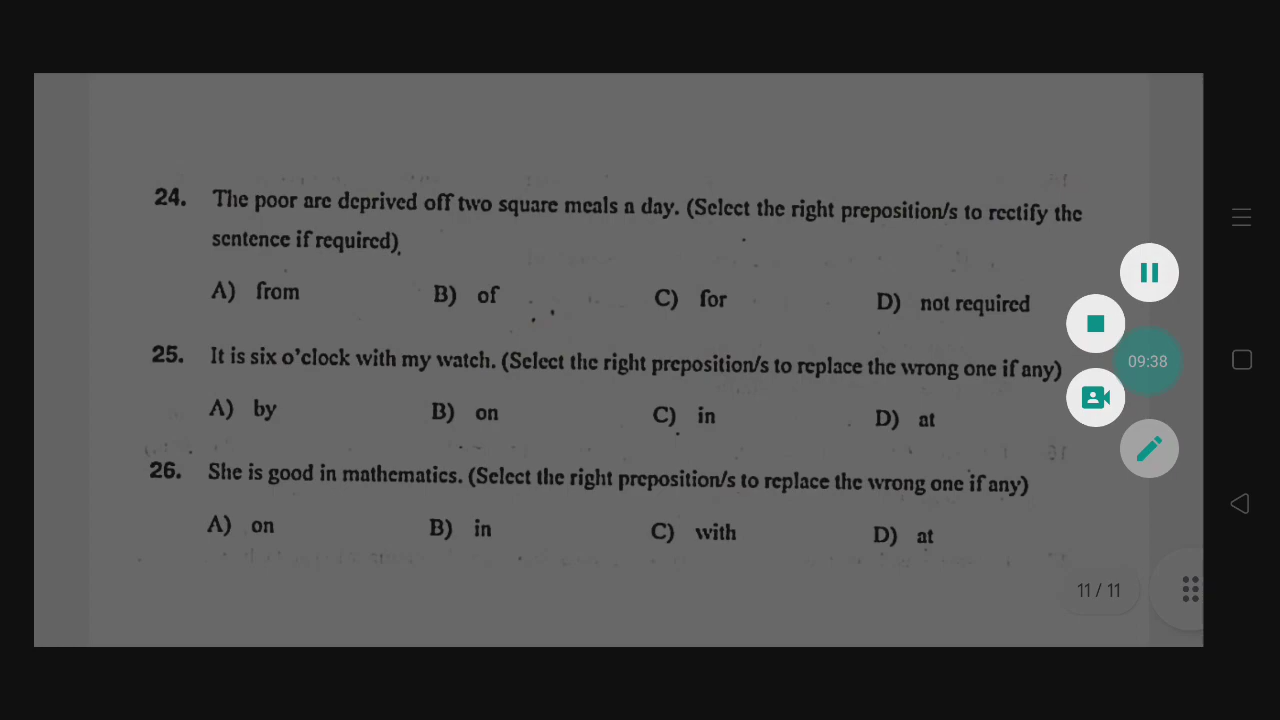 24. The poor are deprived off two square meals a day. (Select the right preposition/s to rectify the
sentence if required)
A) from B) of C) for D) not required
25. It is six o'clock with my watch. (Select the right preposition/s to replace the wrong one if any)
A) by B) on C) in D) at
26. She is good in mathematics. (Select the right preposition/s to replace the wrong one if any)
A) on B) in C) with D) at
09:38
11 / 11